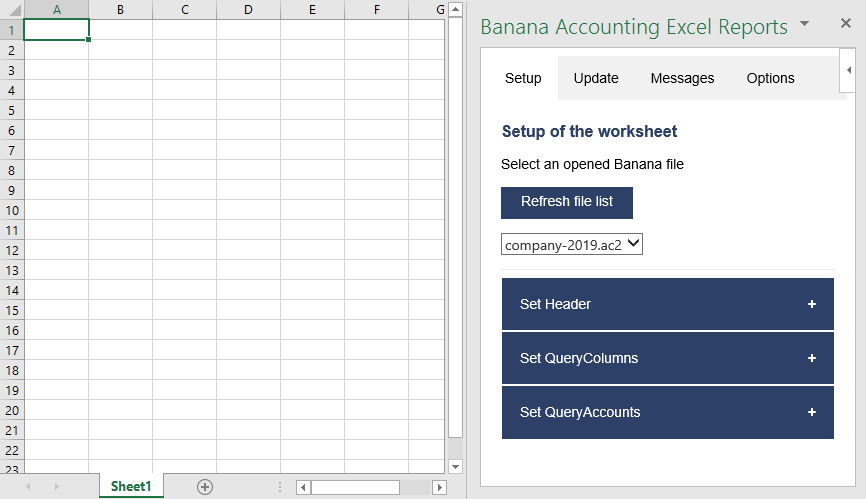 A B C D E F G
1
2
3
4
5
6
7
8
9
10
11
12
13
14
15
16
17
18
19
20
21
22
23
Sheet1
Banana Accounting Excel Reports
Setup Update Messages Options
Setup of the worksheet
Select an opened Banana file
Refresh file list
company-2019.ac2
Set Header +
Set QueryColumns +
Set QueryAccounts +